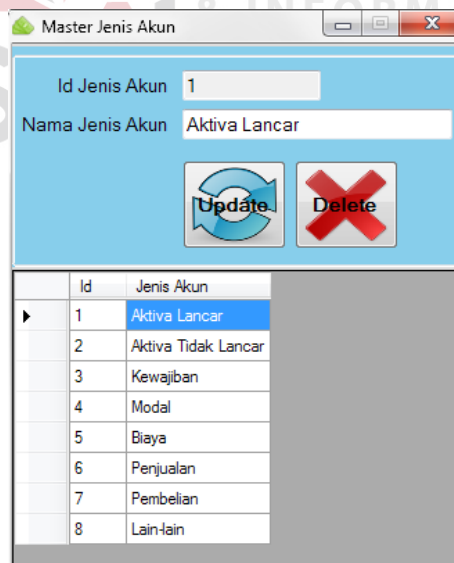 & INFORM
Master Jenis Akun
Id Jenis Akun 1
Nama Jenis Akun Aktiva Lancar
Update Delete
Id Jenis Akun
1 Aktiva Lancar
2 Aktiva Tidak Lancar
3 Kewajiban
4 Modal
5 Biaya
6 Penjualan
7 Pembelian
8 Lain-lain